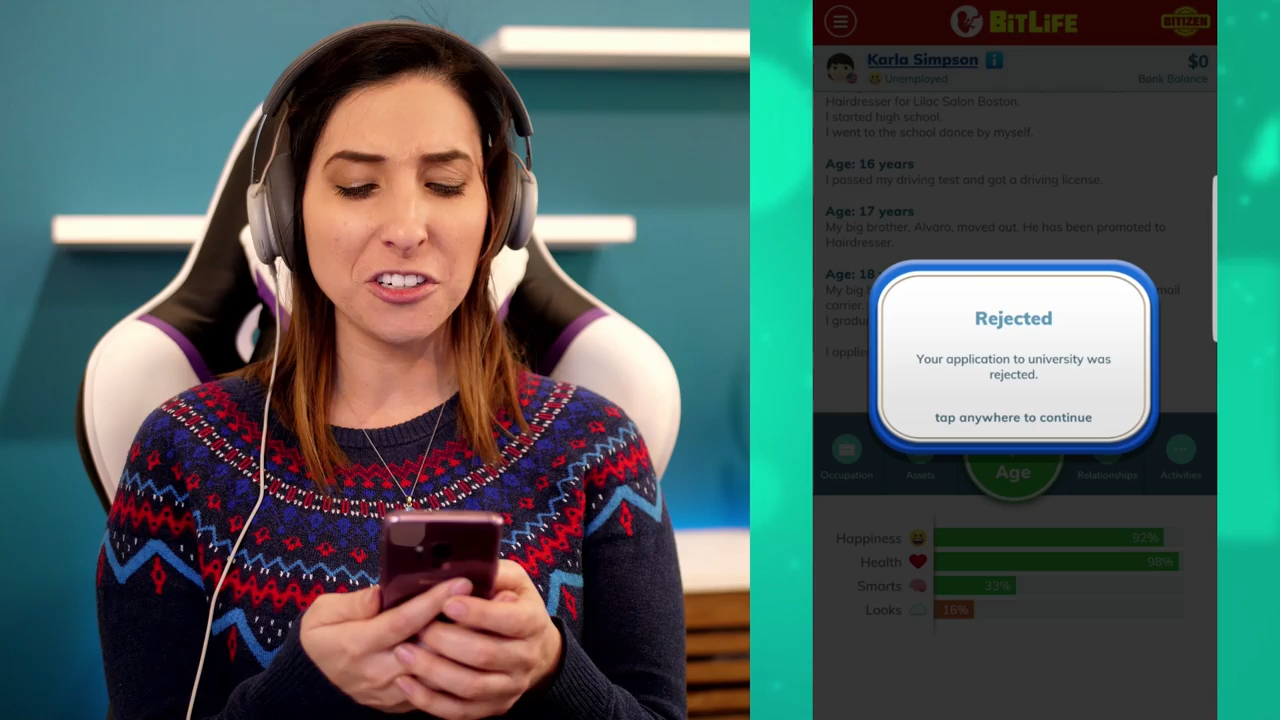 BITLIFE
BITIZEN
Karla Simpson
$0
Unemployed
Bank Balance
Hairdresser for Lilac Salon Boston.
I started high school.
I went to the school dance by myself.
Age: 16 years
I passed my driving test and got a driving license.
Age: 17 years
My big brother, Alvaro, moved out. He has been promoted to
Hairdresser.
Age: 18
My big
mail
carrier.
I gradu
I applie
Rejected
Your application to university was
rejected.
tap anywhere to continue
Occupation
Assets
Age
Relationships
Activities
Happiness
92%
Health
98%
Smarts
33%
Looks
16%